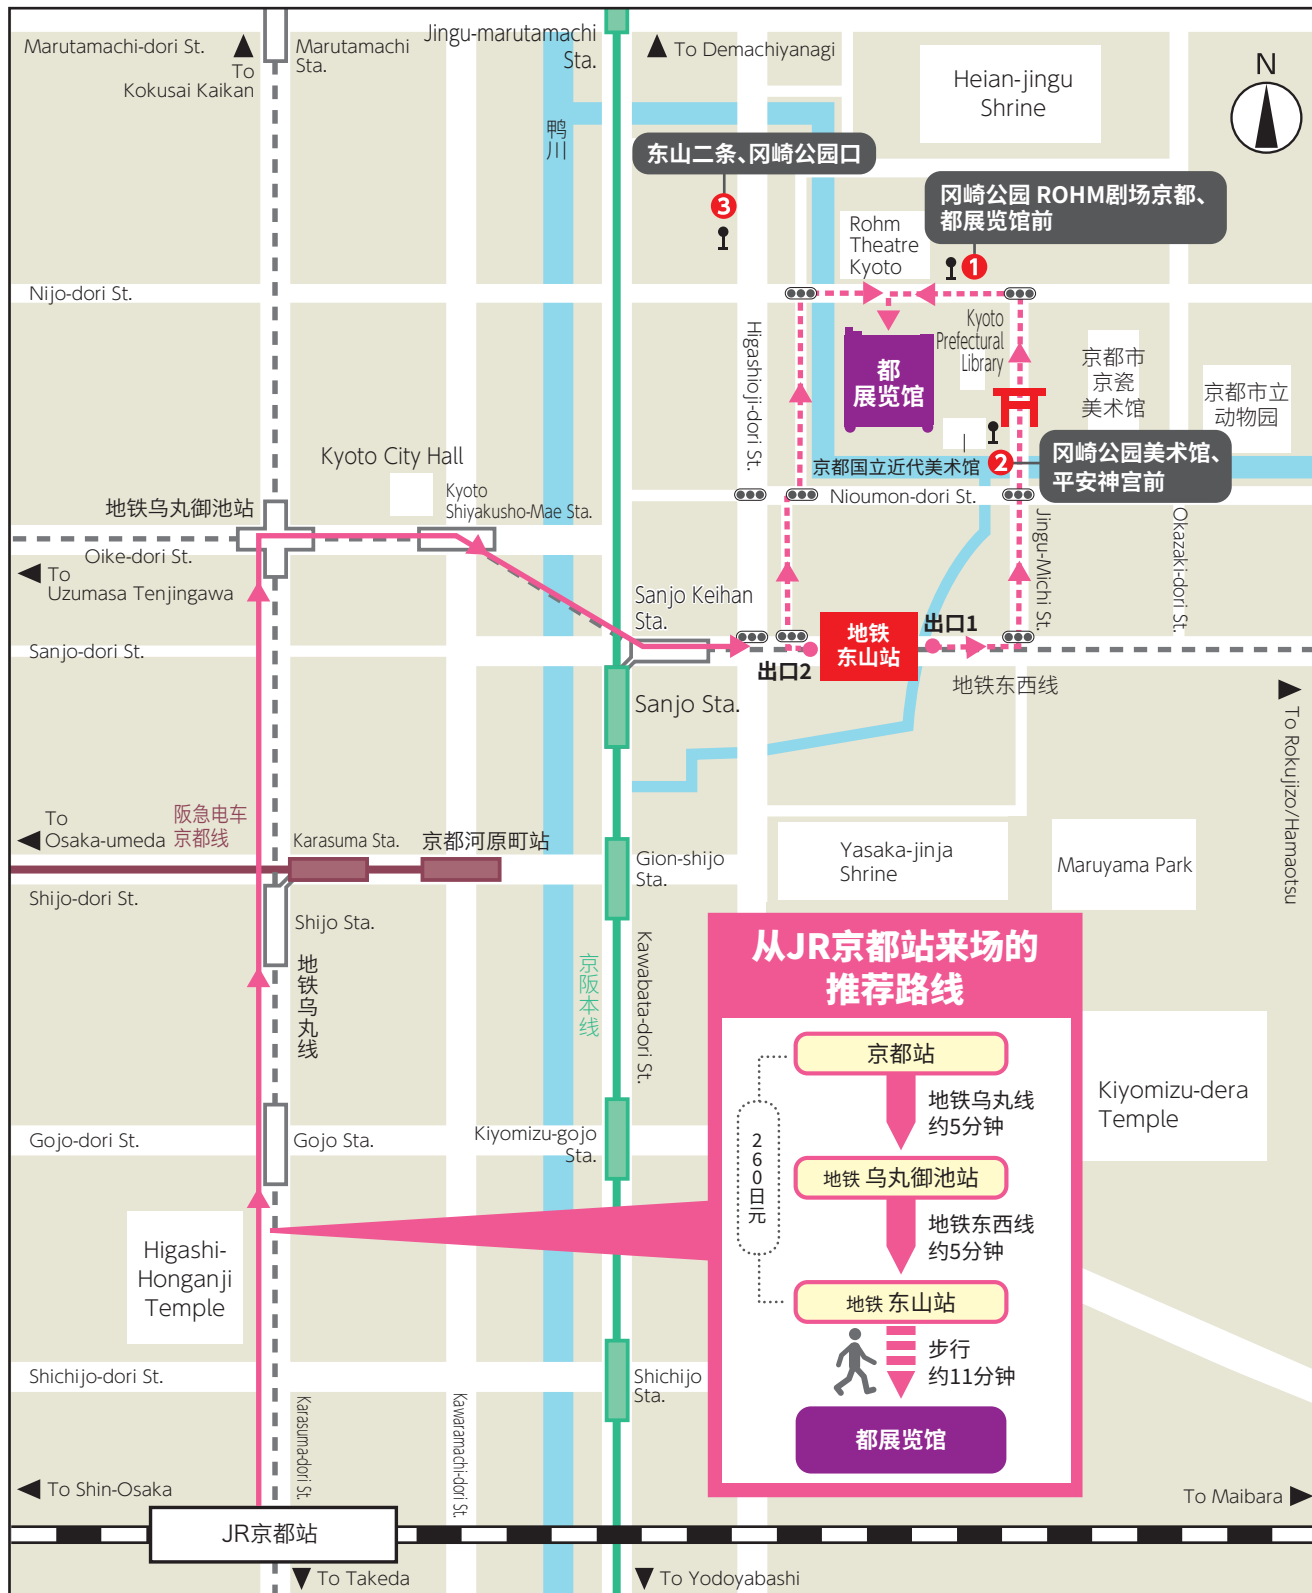 Marutamachi-dori St.
To
Kokusai Kaikan
Marutamachi
Sta.
Jingu-marutamachi
Sta.
To Demachiyanagi
Heian-jingu
Shrine
N
鸭川
东山二条、冈崎公园口
3
冈崎公园 ROHM剧场京都、
都展览馆前
1
Rohm
Theatre
Kyoto
Nijo-dori St.
Higashioji-dori St.
Kyoto
Prefectural
Library
都
展览馆
京都市
京瓷
美术馆
京都市立
动物园
京都国立近代美术馆
2
冈崎公园美术馆、
平安神宫前
Kyoto City Hall
Kyoto
Shiyakusho-Mae Sta.
地铁乌丸御池站
Nioumon-dori St.
Jingu-Michi St.
Okazaki-dori St.
Oike-dori St.
To
Uzumasa Tenjingawa
Sanjo Keihan
Sta.
Sanjo-dori St.
地铁
东山站
出口1
出口2
地铁东西线
Sanjo Sta.
To Rokujizo/Hamaotsu
To
Osaka-umeda
阪急电车
京都线
Karasuma Sta.
京都河原町站
Gion-shijo
Sta.
Yasaka-jinja
Shrine
Maruyama Park
Shijo-dori St.
Shijo Sta.
地铁乌丸线
京阪本线
Kawabata-dori St.
从JR京都站来场的
推荐路线
京都站
地铁乌丸线
约5分钟
260日元
地铁 乌丸御池站
地铁东西线
约5分钟
地铁 东山站
步行
约11分钟
都展览馆
Kiyomizu-dera
Temple
Gojo-dori St.
Gojo Sta.
Kiyomizu-gojo
Sta.
Higashi-
Honganji
Temple
Shichijo-dori St.
Shichijo
Sta.
Karasuma-dori St.
Kawaramachi-dori St.
To Shin-Osaka
To Maibara
JR京都站
To Takeda
To Yodoyabashi